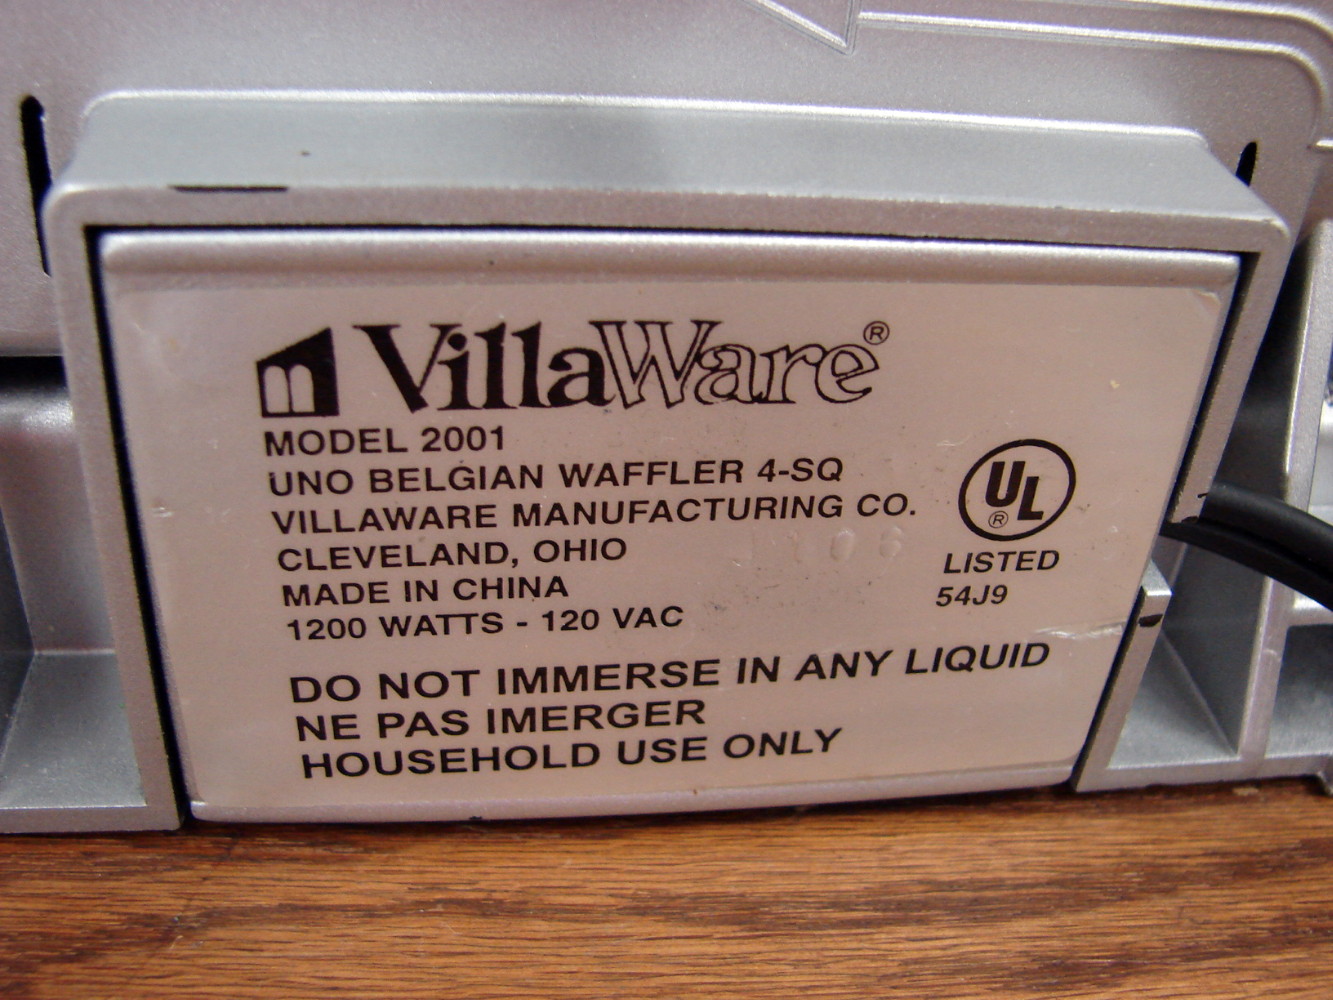 VillaWare®
MODEL 2001
UNO BELGIAN WAFFLER 4-SQ
VILLAWARE MANUFACTURING CO.
CLEVELAND, OHIO
MADE IN CHINA
1200 WATTS - 120 VAC
UL ®
LISTED
54J9
DO NOT IMMERSE IN ANY LIQUID
NE PAS IMERGER
HOUSEHOLD USE ONLY